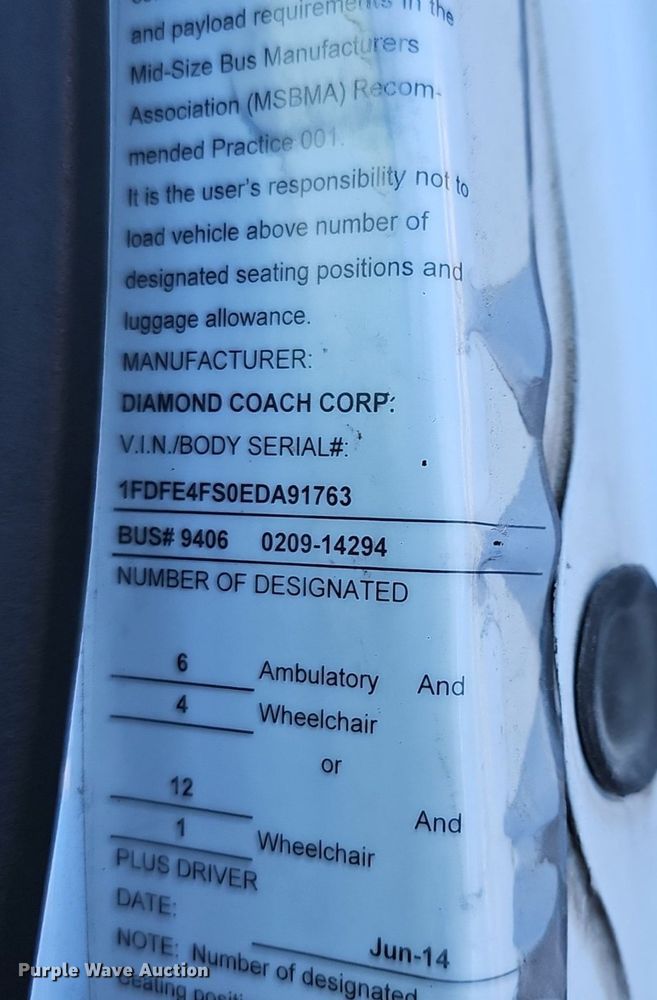 and payload requirements in the
Mid-Size Bus Manufacturers
Association (MSBMA) Recom-
mended Practice 001.
It is the user's responsibility not to
load vehicle above number of
designated seating positions and
luggage allowance.
MANUFACTURER:
DIAMOND COACH CORP.
V.I.N./BODY SERIAL#:
1FDFE4FS0EDA91763
BUS# 9406 0209-14294
NUMBER OF DESIGNATED
6 Ambulatory And
4 Wheelchair
or
12 And
1 Wheelchair
PLUS DRIVER
DATE:
Jun-14
NOTE: Number of designated
seating
Purple Wave Auction